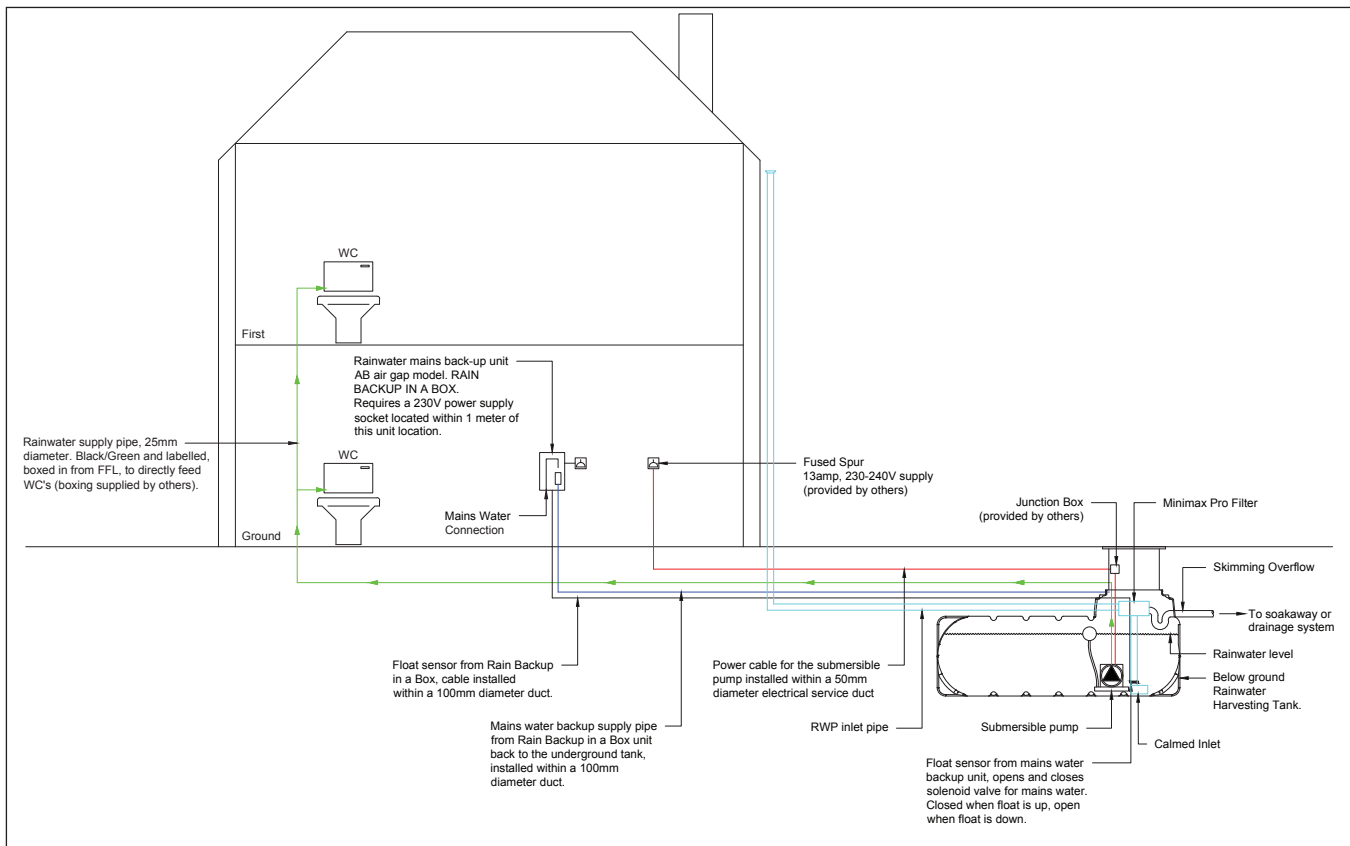 WC
First
Rainwater mains back-up unit
AB air gap model. RAIN
BACKUP IN A BOX.
Requires a 230V power supply
socket located within 1 meter of
this unit location.
Rainwater supply pipe, 25mm
diameter. Black/Green and labelled,
boxed in from FFL, to directly feed
WC's (boxing supplied by others).
WC
Fused Spur
13amp, 230-240V supply
(provided by others)
Mains Water
Connection
Junction Box
(provided by others)
Minimax Pro Filter
Ground
Skimming Overflow
To soakaway or
drainage system
Rainwater level
Below ground
Rainwater
Harvesting Tank.
Float sensor from Rain Backup
in a Box, cable installed
within a 100mm diameter duct.
Power cable for the submersible
pump installed within a 50mm
diameter electrical service duct
Mains water backup supply pipe
from Rain Backup in a Box unit
back to the underground tank,
installed within a 100mm
diameter duct.
RWP inlet pipe
Submersible pump
Calmed Inlet
Float sensor from mains water
backup unit, opens and closes
solenoid valve for mains water.
Closed when float is up, open
when float is down.